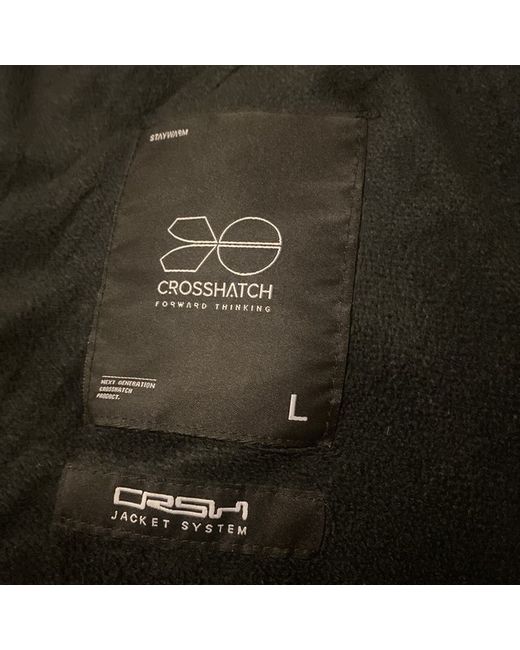 STAYWARM
CROSSHATCH
FORWARD THINKING
NEXT GENERATION
CROSSHATCH
PRODUCT.
L
CRSH
JACKET SYSTEM